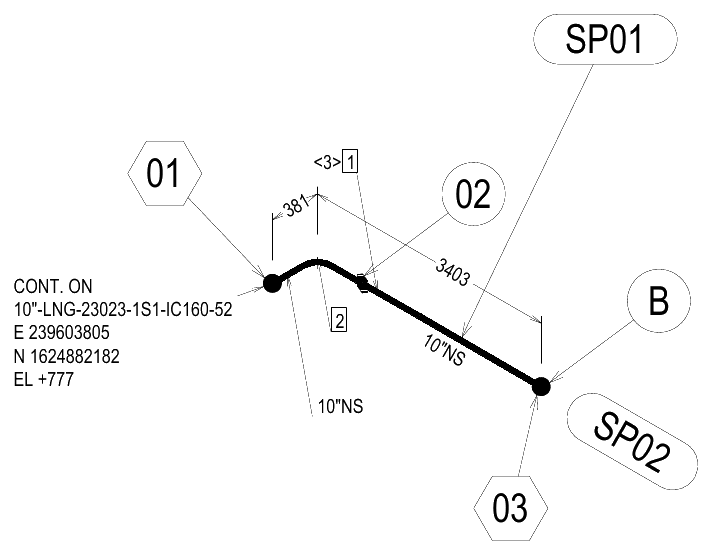 SP01
<3> 1
01
02
381
3403
CONT. ON
10"-LNG-23023-1S1-IC160-52
E 239603805
N 1624882182
EL +777
2
B
10"NS
10"NS
SP02
03